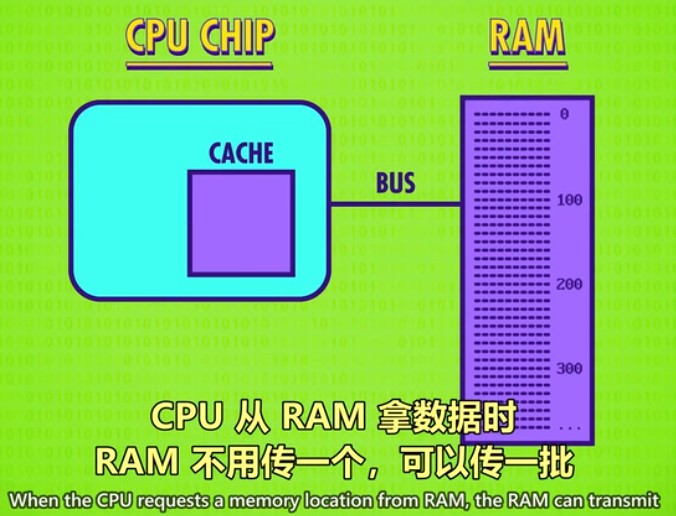 CPU CHIP
RAM
CACHE
BUS
0
100
200
300
...
CPU 从 RAM 拿数据时
RAM 不用传一个，可以传一批
When the CPU requests a memory location from RAM, the RAM can transmit